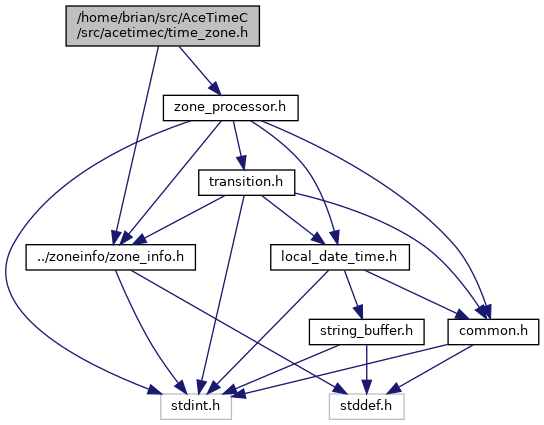 /home/brian/src/AceTimeC
/src/acetimec/time_zone.h
zone_processor.h
transition.h
../zoneinfo/zone_info.h
local_date_time.h
string_buffer.h
common.h
stdint.h
stddef.h